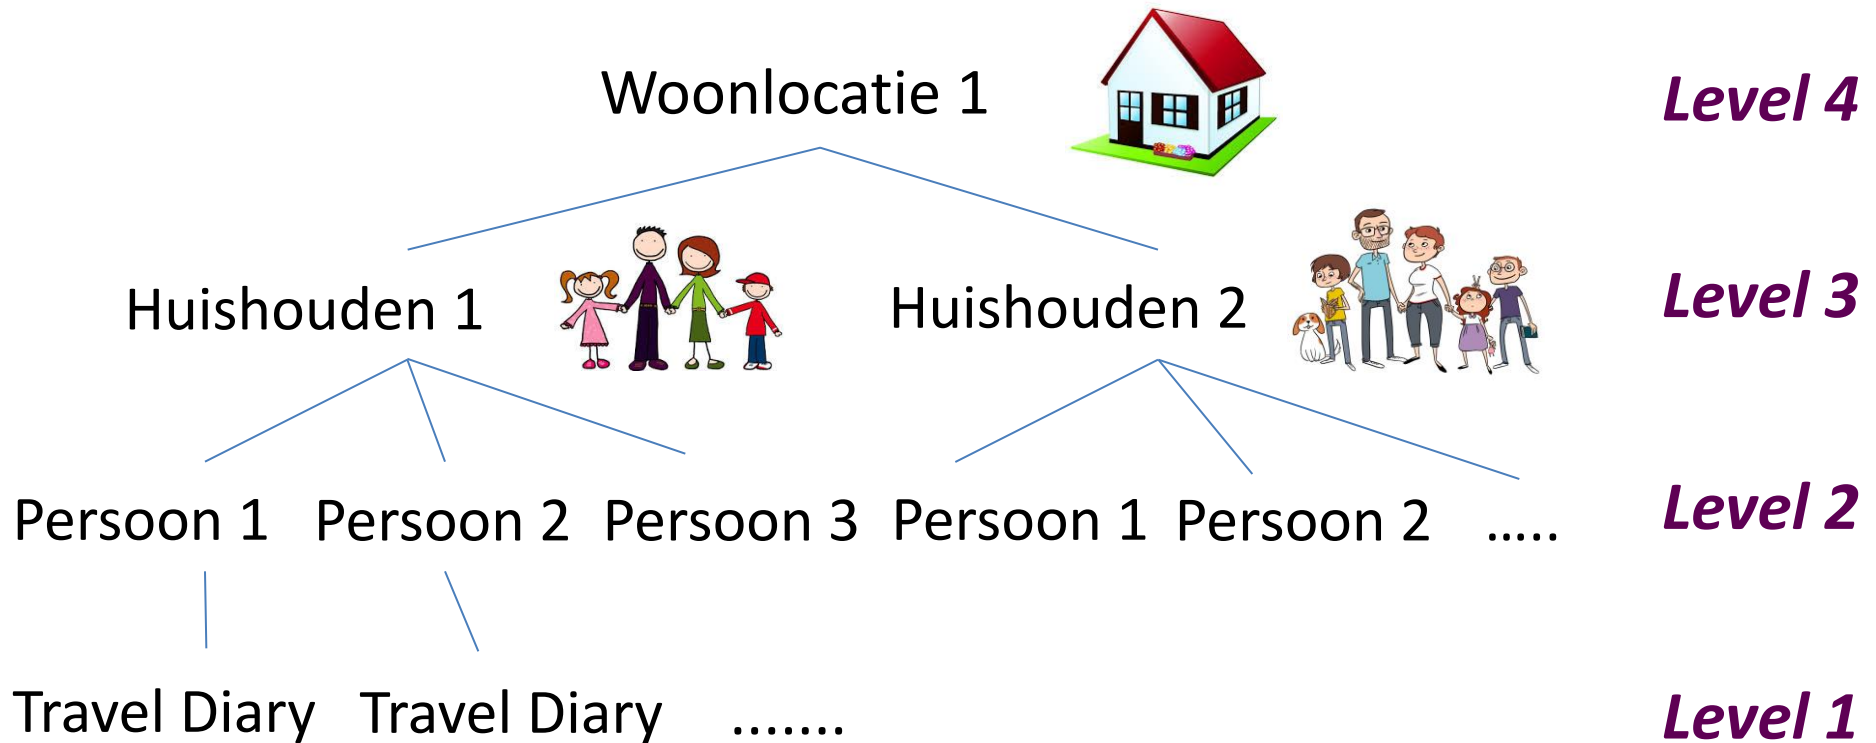 Woonlocatie 1 Level 4
Huishouden 1 Huishouden 2 Level 3
Persoon 1 Persoon 2 Persoon 3 Persoon 1 Persoon 2 ..... Level 2
Travel Diary Travel Diary ....... Level 1